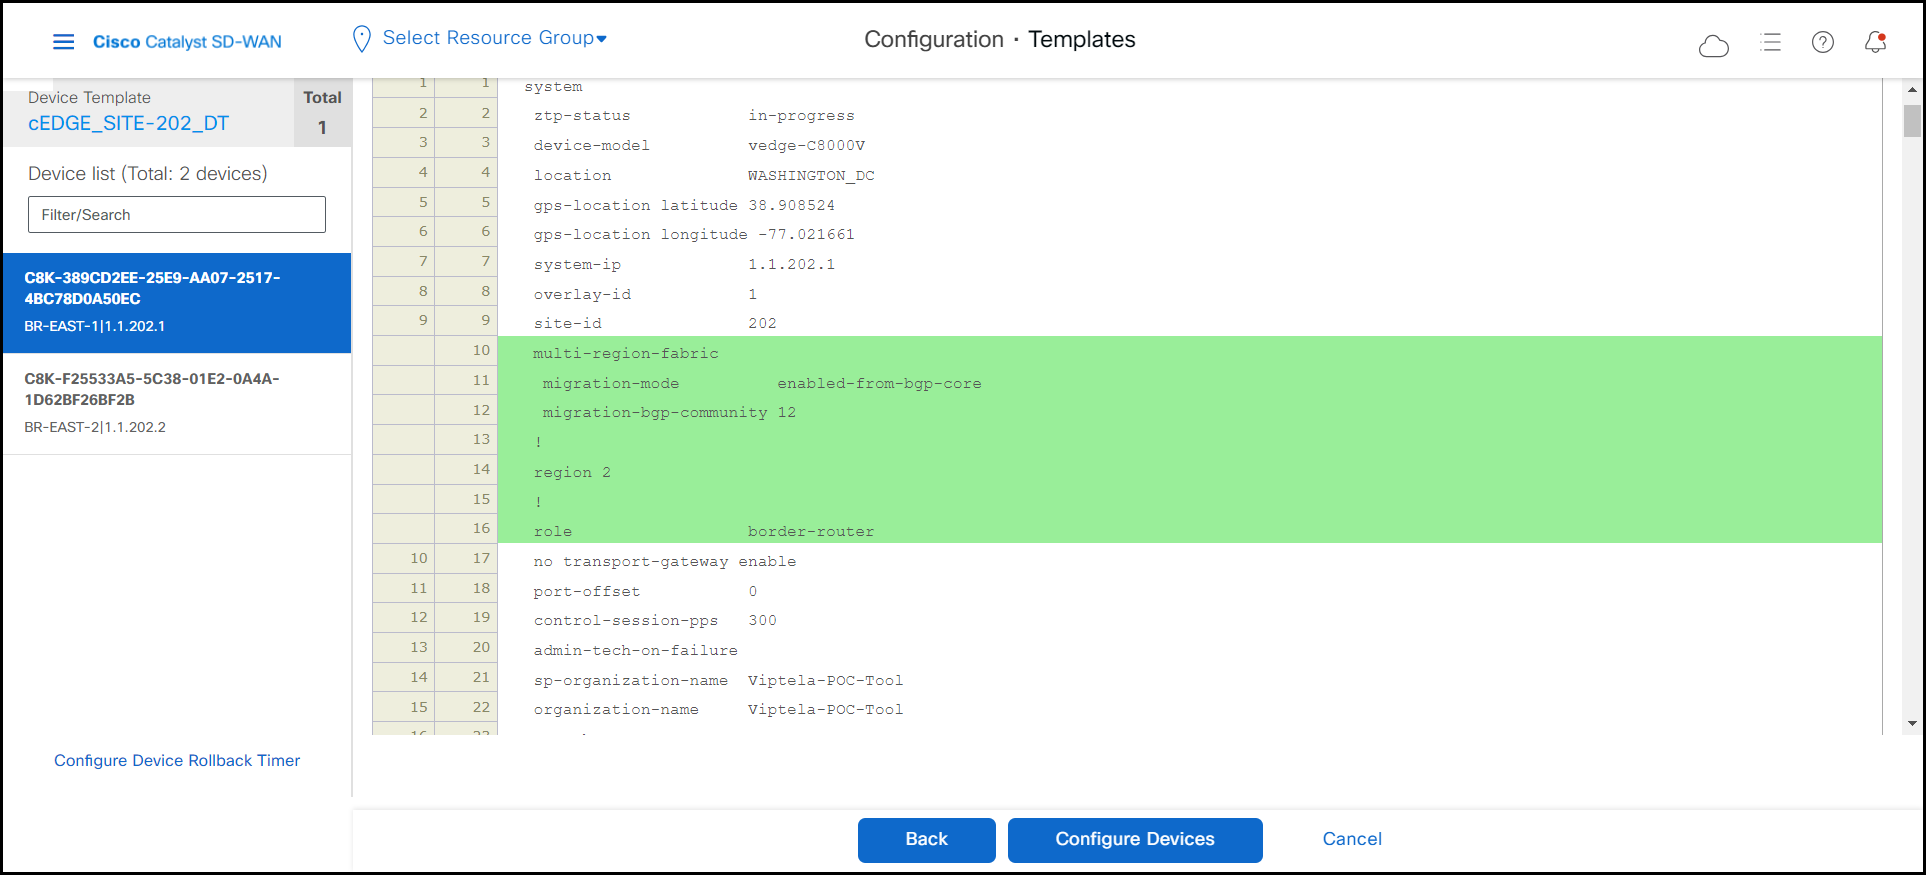 Cisco Catalyst SD-WAN
Select Resource Group
Configuration · Templates
Device Template
cEDGE_SITE-202_DT
Total
1
Device list (Total: 2 devices)
Filter/Search
C8K-389CD2EE-25E9-AA07-2517-
4BC78D0A50EC
BR-EAST-1|1.1.202.1
C8K-F25533A5-5C38-01E2-0A4A-
1D62BF26BF2B
BR-EAST-2|1.1.202.2
Configure Device Rollback Timer
1 1 system
2 2 ztp-status in-progress
3 3 device-model vedge-C8000V
4 4 location WASHINGTON_DC
5 5 gps-location latitude 38.908524
6 6 gps-location longitude -77.021661
7 7 system-ip 1.1.202.1
8 8 overlay-id 1
9 9 site-id 202
10 multi-region-fabric
11 migration-mode enabled-from-bgp-core
12 migration-bgp-community 12
13 !
14 region 2
15 !
16 role border-router
10 17 no transport-gateway enable
11 18 port-offset 0
12 19 control-session-pps 300
13 20 admin-tech-on-failure
14 21 sp-organization-name Viptela-POC-Tool
15 22 organization-name Viptela-POC-Tool
Back
Configure Devices
Cancel